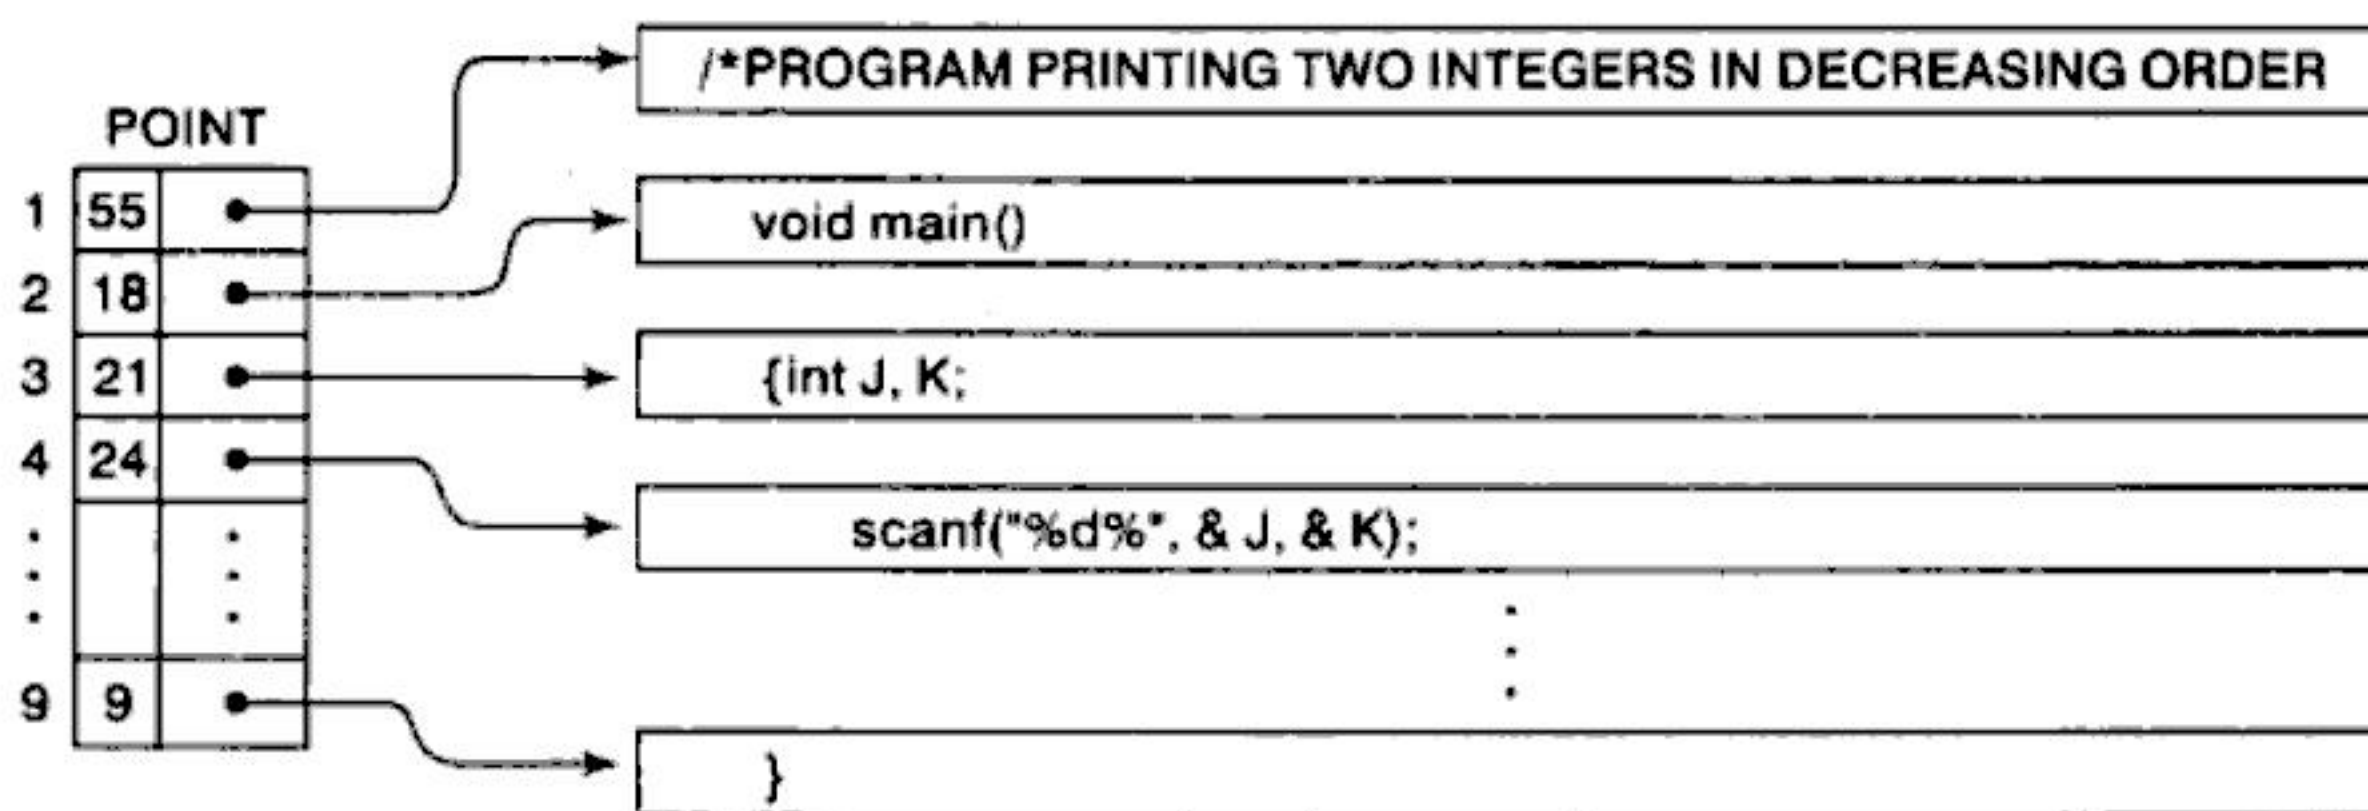 /*PROGRAM PRINTING TWO INTEGERS IN DECREASING ORDER
POINT
1 55
void main()
2 18
3 21 {int J, K;
4 24
scanf("%d%", & J, & K);
9 9
}